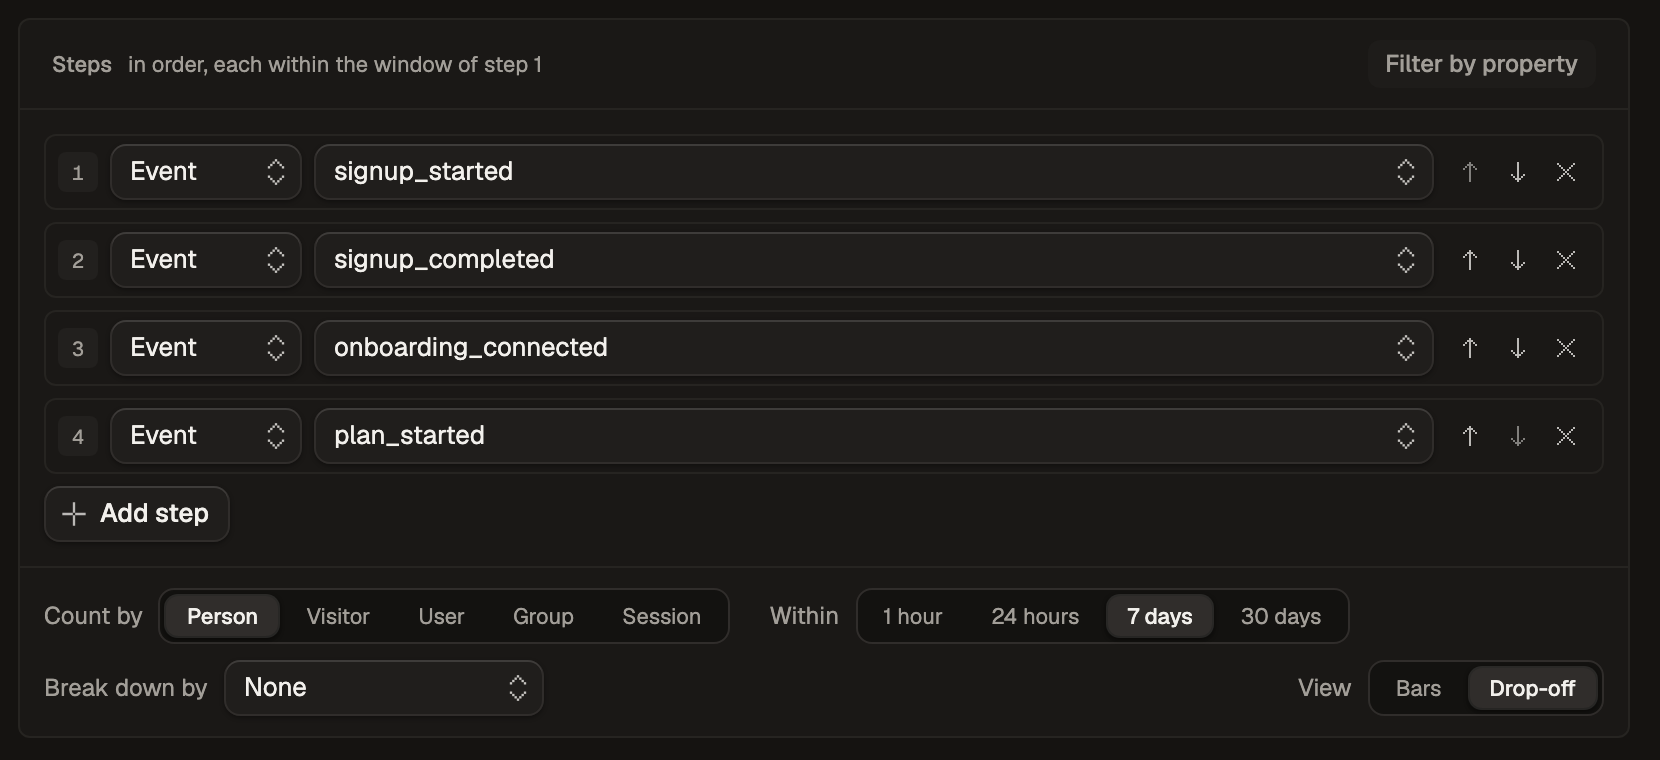 Steps in order, each within the window of step 1 Filter by property
1 Event signup_started
2 Event signup_completed
3 Event onboarding_connected
4 Event plan_started
Add step
Count by Person Visitor User Group Session Within 1 hour 24 hours 7 days 30 days
Break down by None View Bars Drop-off